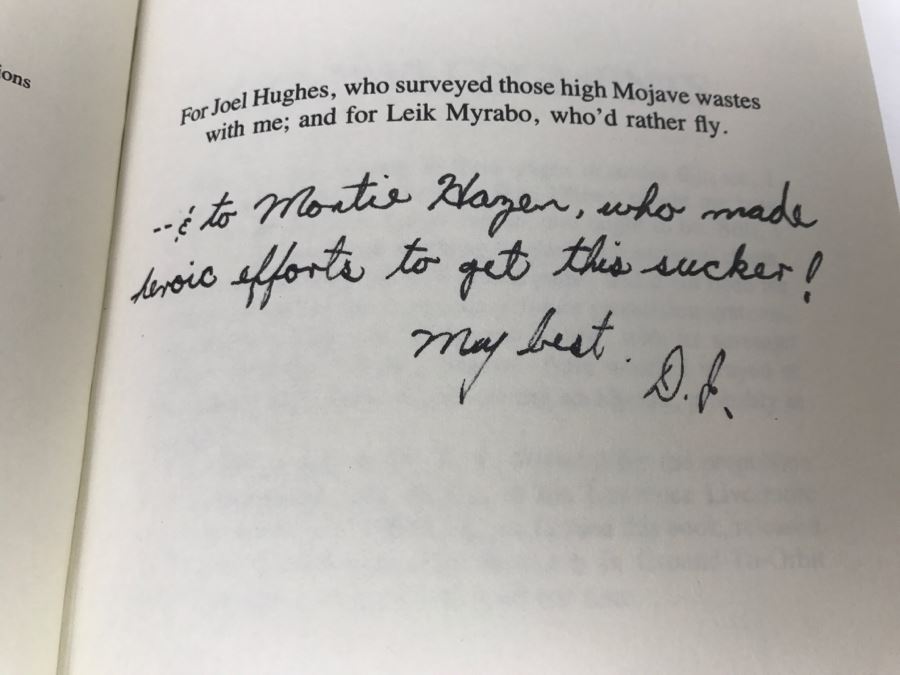 ions
For Joel Hughes, who surveyed those high Mojave wastes
with me; and for Leik Myrabo, who'd rather fly.
--& to Montie Hazen, who made
heroic efforts to get this sucker!
My best.
D.I.